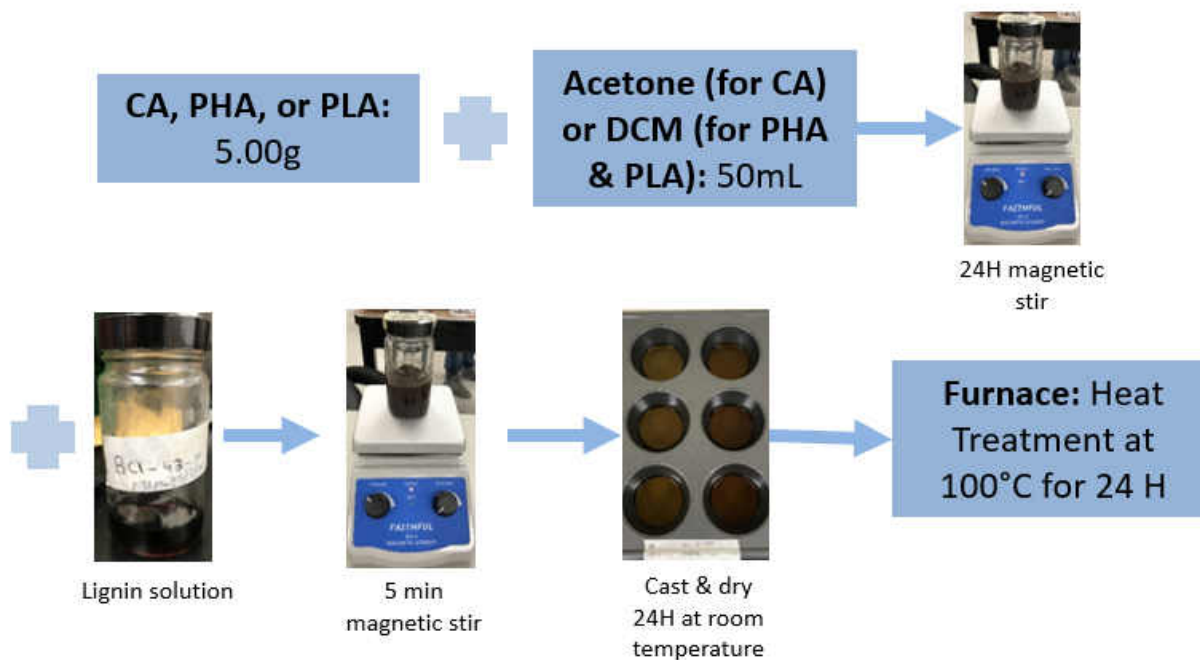 CA, PHA, or PLA:
5.00g
Acetone (for CA)
or DCM (for PHA
& PLA): 50mL
FAITHFUL
24H magnetic
stir
Lignin solution
FAITHFUL
5 min
magnetic stir
Cast & dry
24H at room
temperature
Furnace: Heat
Treatment at
100°C for 24 H